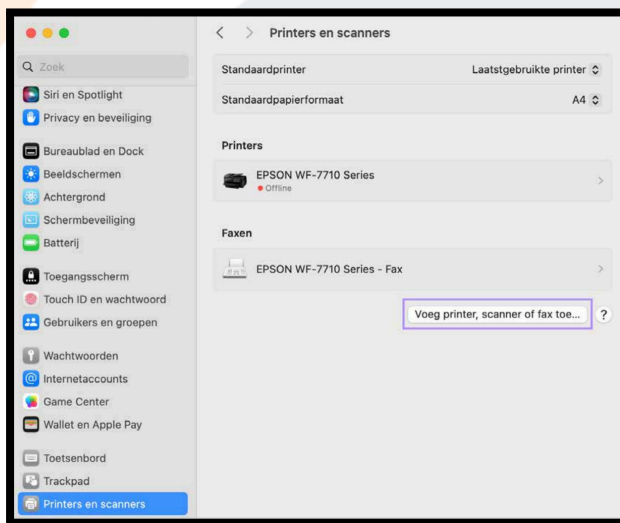 Printers en scanners
Zoek
Siri en Spotlight
Privacy en beveiliging
Bureaublad en Dock
Beeldschermen
Achtergrond
Schermbeveiliging
Batterij
Toegangsscherm
Touch ID en wachtwoord
Gebruikers en groepen
Wachtwoorden
Internetaccounts
Game Center
Wallet en Apple Pay
Toetsenbord
Trackpad
Printers en scanners
Standaardprinter Laatstgebruikte printer
Standaardpapierformaat A4
Printers
EPSON WF-7710 Series
Offline
Faxen
EPSON WF-7710 Series - Fax
Voeg printer, scanner of fax toe... ?